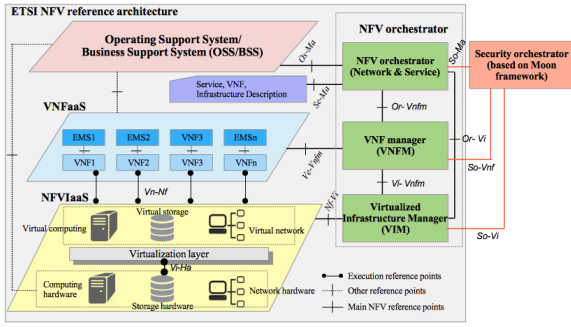 ETSI NFV reference architecture
NFV orchestrator
Operating Support System/
Business Support System (OSS/BSS)
Os-Ma
NFV orchestrator
(Network & Service)
So-Ma
Security orchestrator
(based on Moon
framework)
Service, VNF,
Infrastructure Description
Se-Ma
Or- Vnfm
VNFaaS
EMS1
EMS2
VNF3
EMSn
VNF1
VNF2
VNF3
VNFn
Ve-Vnfm
VNF manager
(VNFM)
Or- Vi
So-Vnf
Vn-Nf
Vi- Vnfm
NFVIaaS
Virtual storage
Virtual computing
Virtual network
Nf-Vi
Virtualized
Infrastructure Manager
(VIM)
So-Vi
Virtualization layer
Vi-Ha
Computing
hardware
Storage hardware
Network hardware
Execution reference points
Other reference points
Main NFV reference points